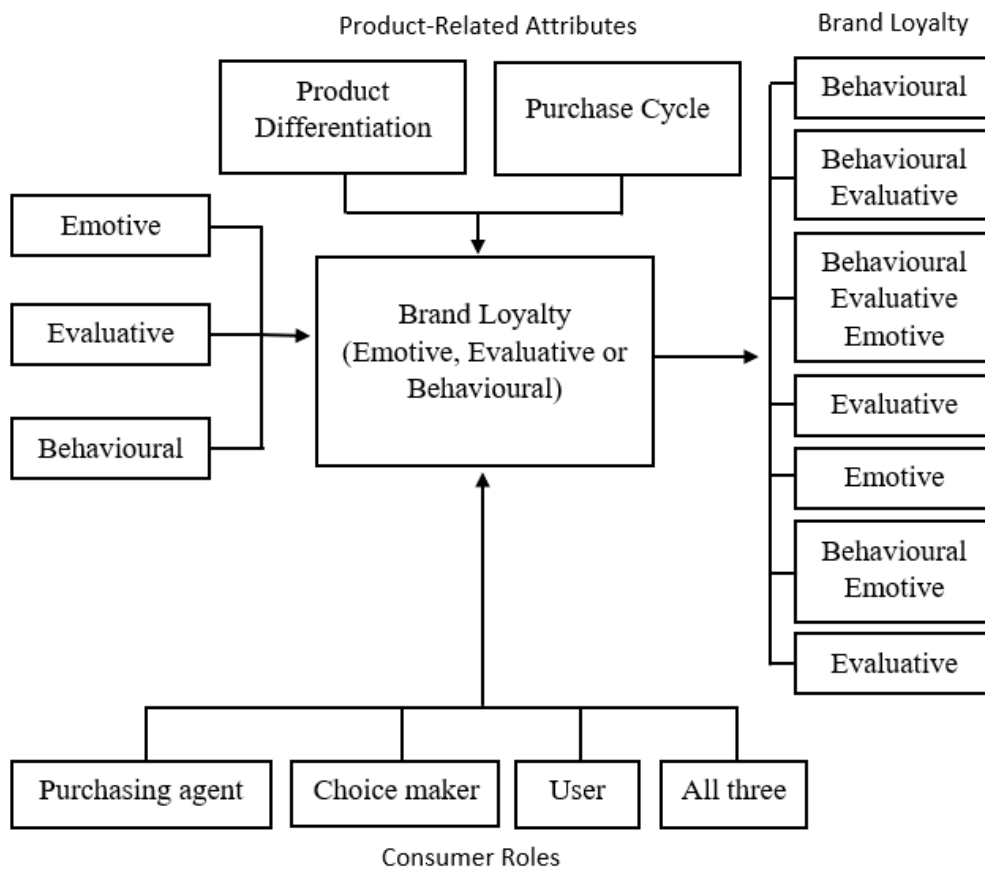 Product-Related Attributes
Brand Loyalty
Product
Differentiation
Purchase Cycle
Emotive
Evaluative
Behavioural
Brand Loyalty
(Emotive, Evaluative or
Behavioural)
Behavioural
Behavioural
Evaluative
Behavioural
Evaluative
Emotive
Evaluative
Emotive
Behavioural
Emotive
Evaluative
Purchasing agent
Choice maker
User
All three
Consumer Roles